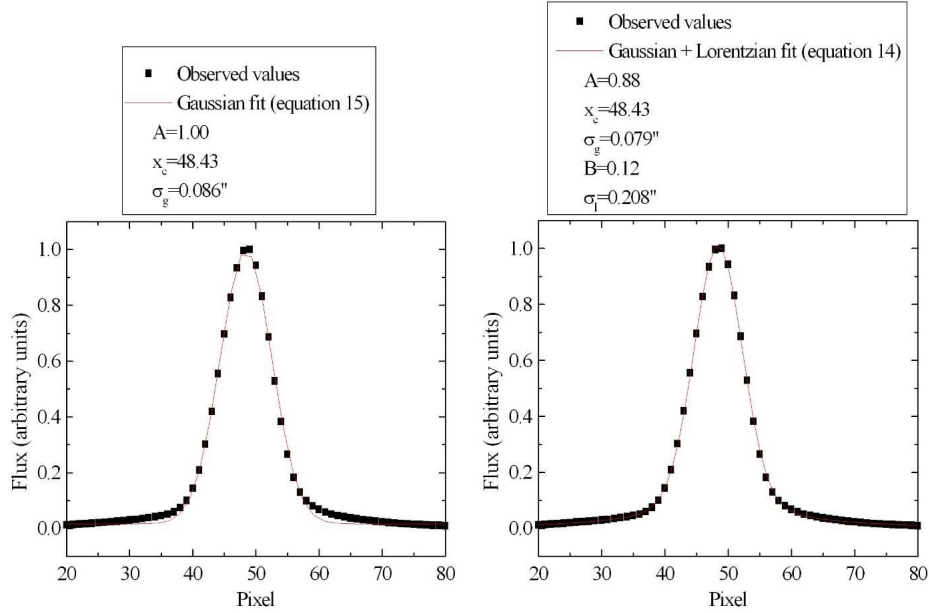 Observed values
Gaussian fit (equation 15)
A=1.00
x_c=48.43
σ_g=0.086"
1.0
0.8
0.6
0.4
0.2
0.0
Flux (arbitrary units)
20 30 40 50 60 70 80
Pixel
Observed values
Gaussian + Lorentzian fit (equation 14)
A=0.88
x_c=48.43
σ_g=0.079"
B=0.12
σ_l=0.208"
1.0
0.8
0.6
0.4
0.2
0.0
Flux (arbitrary units)
20 30 40 50 60 70 80
Pixel